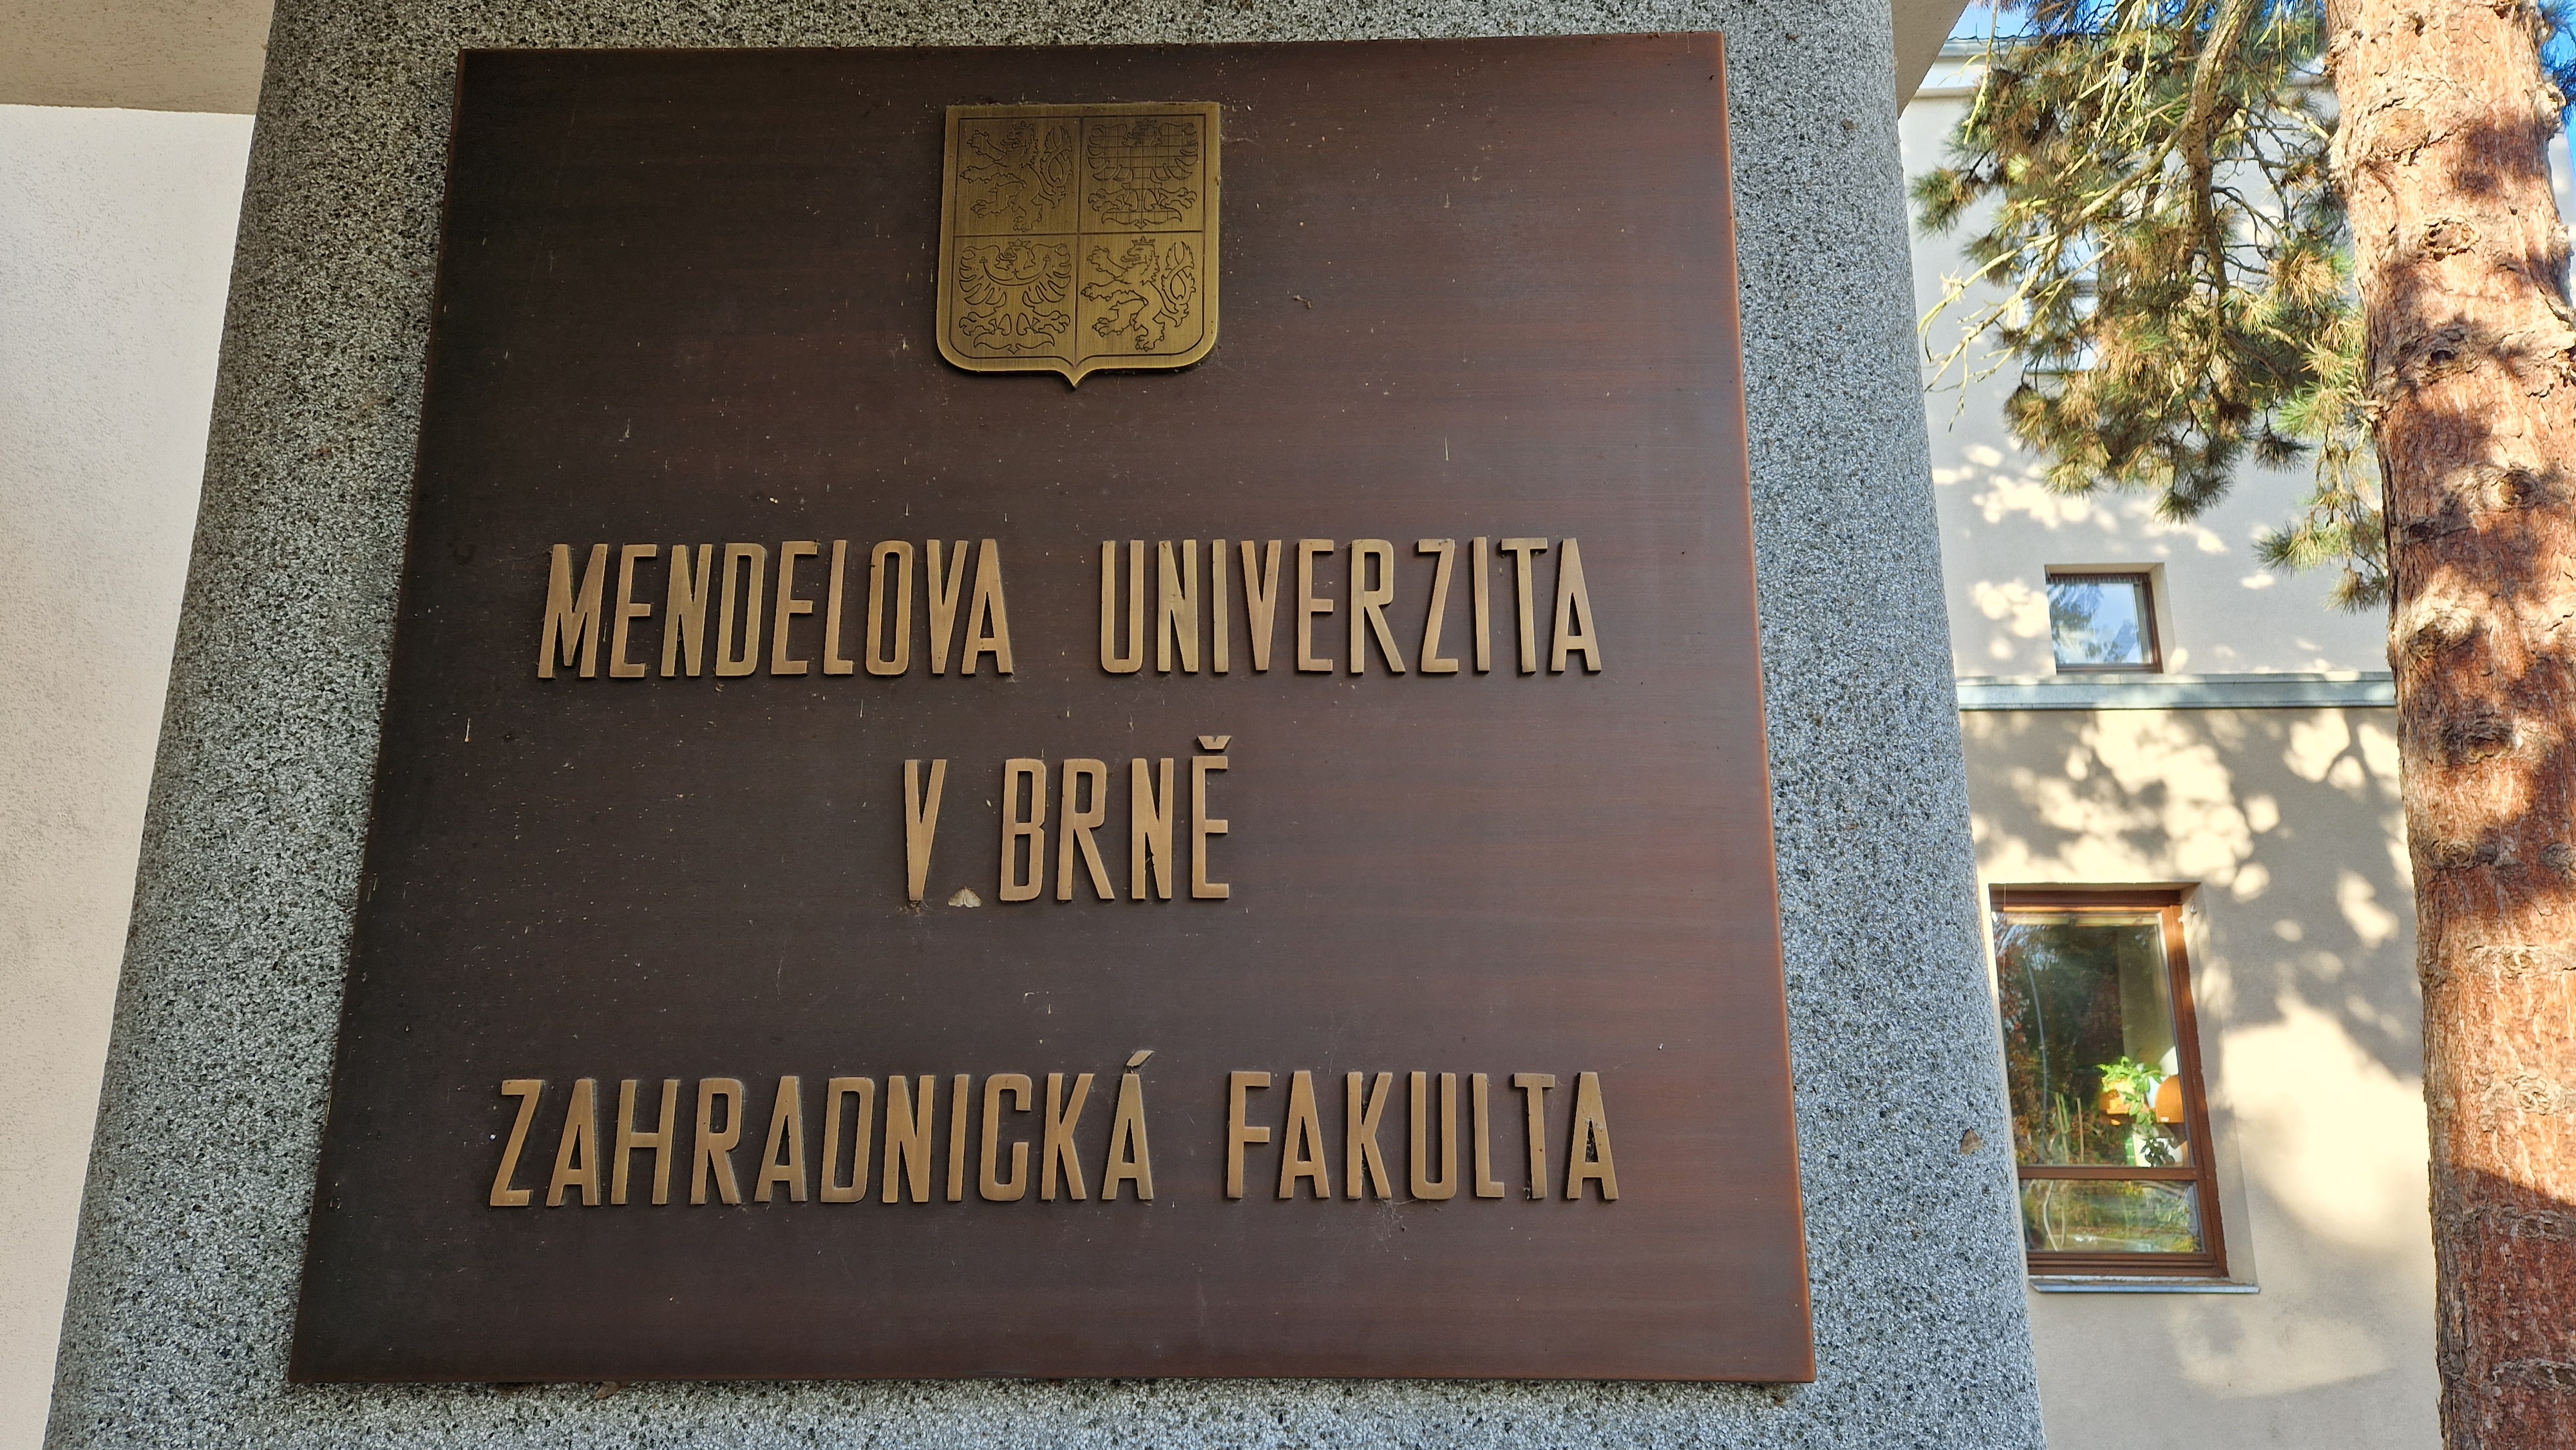 MENDELOVA UNIVERZITA
V BRNĚ
ZAHRADNICKÁ FAKULTA